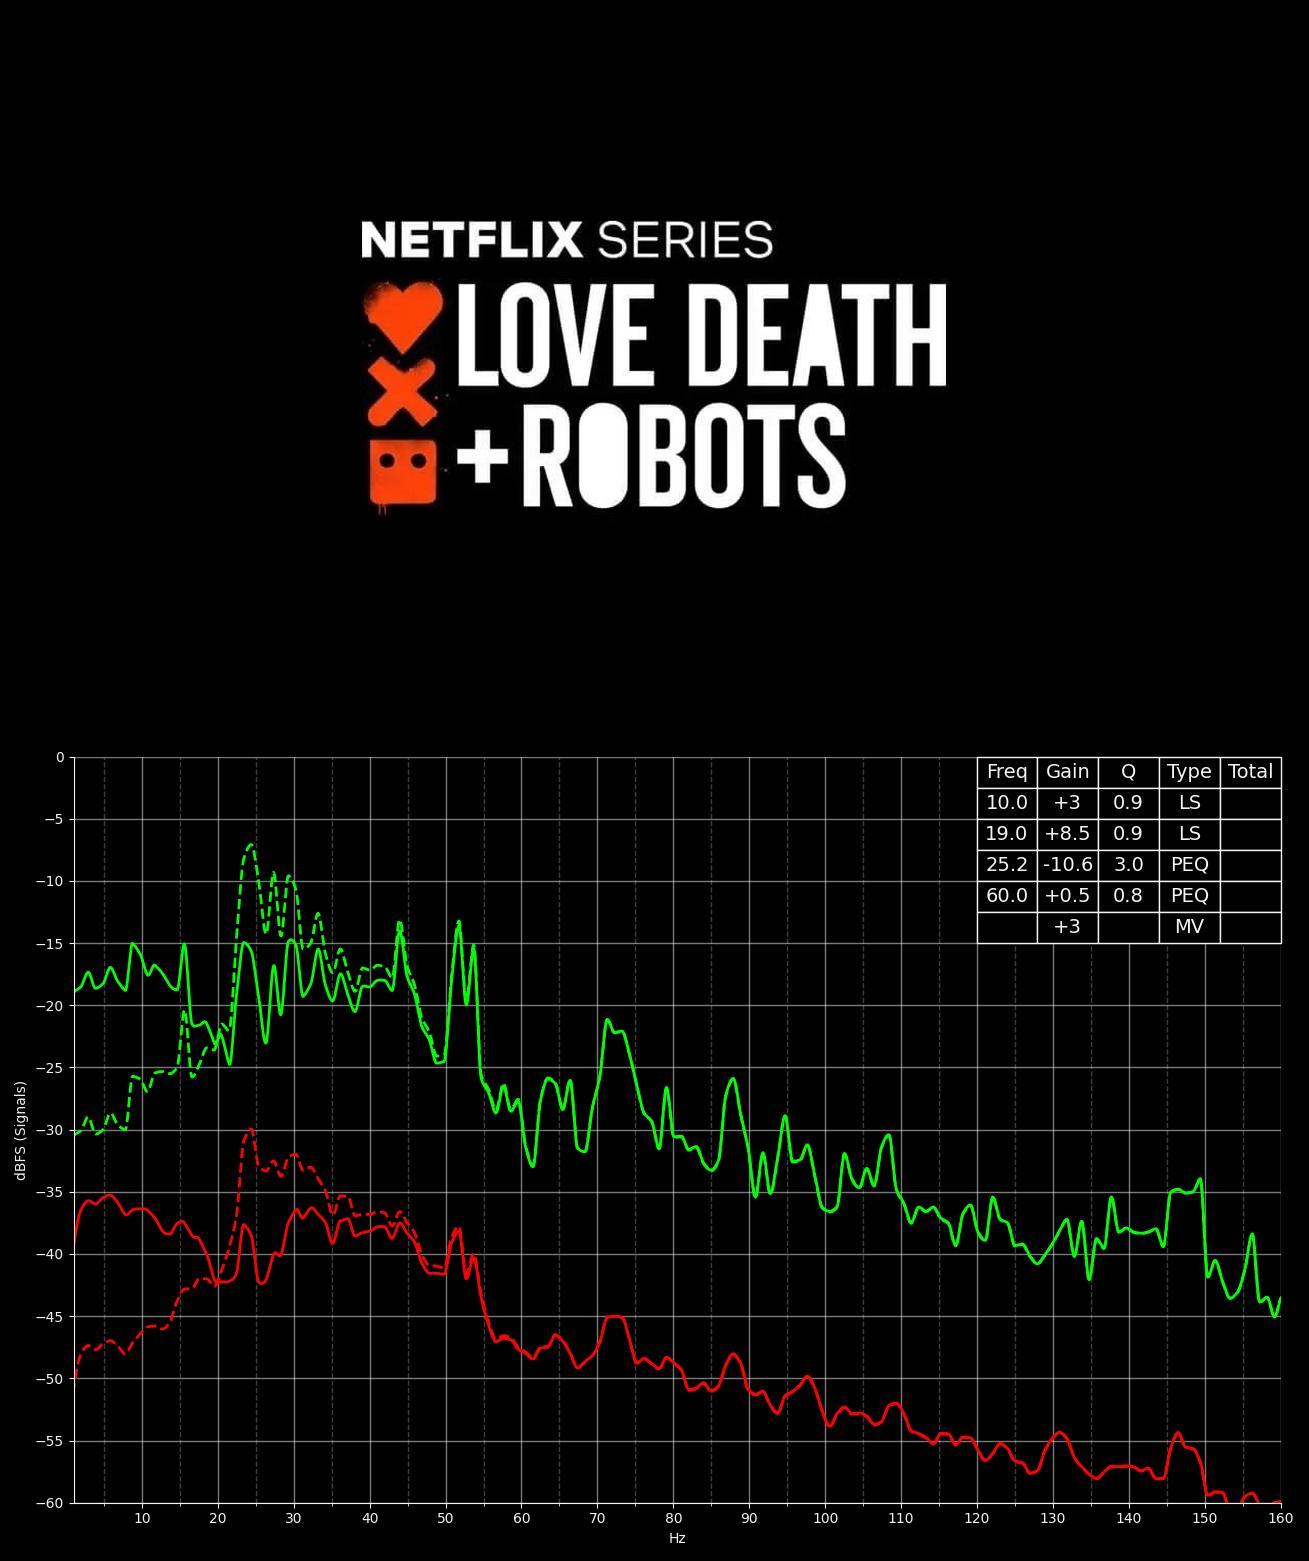 NETFLIX SERIES
LOVE DEATH
+ROBOTS
0
−5
−10
−15
−20
−25
−30
−35
−40
−45
−50
−55
−60
dBFS (Signals)
Freq Gain Q Type Total
10.0 +3 0.9 LS
19.0 +8.5 0.9 LS
25.2 -10.6 3.0 PEQ
60.0 +0.5 0.8 PEQ
+3 MV
10 20 30 40 50 60 70 80 90 100 110 120 130 140 150 160
Hz